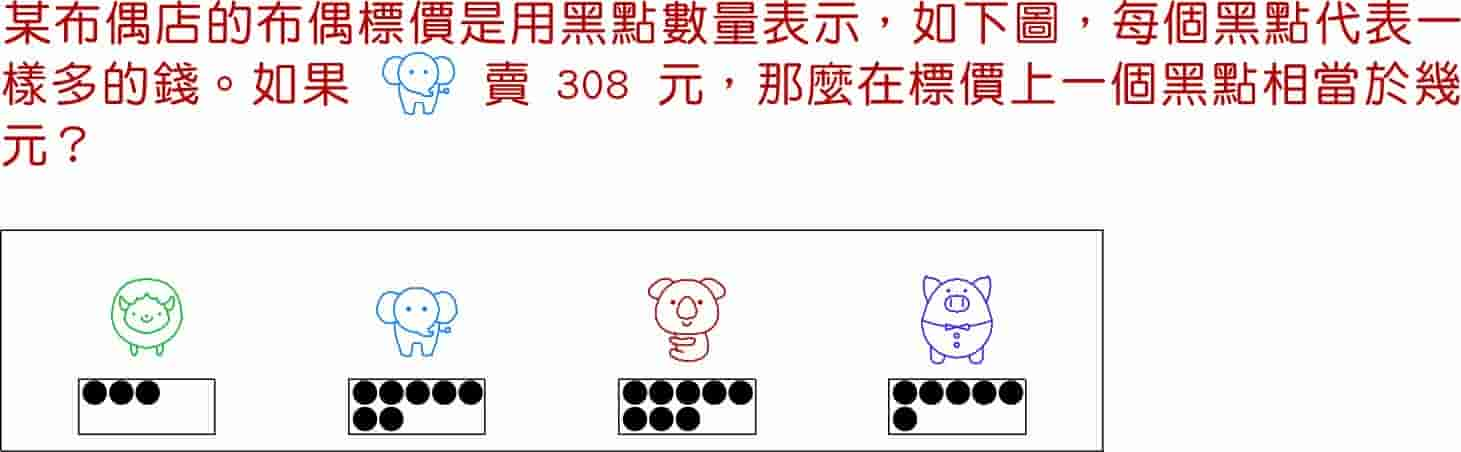 某布偶店的布偶標價是用黑點數量表示，如下圖，每個黑點代表一
樣多的錢。如果 賣 308 元，那麼在標價上一個黑點相當於幾
元？